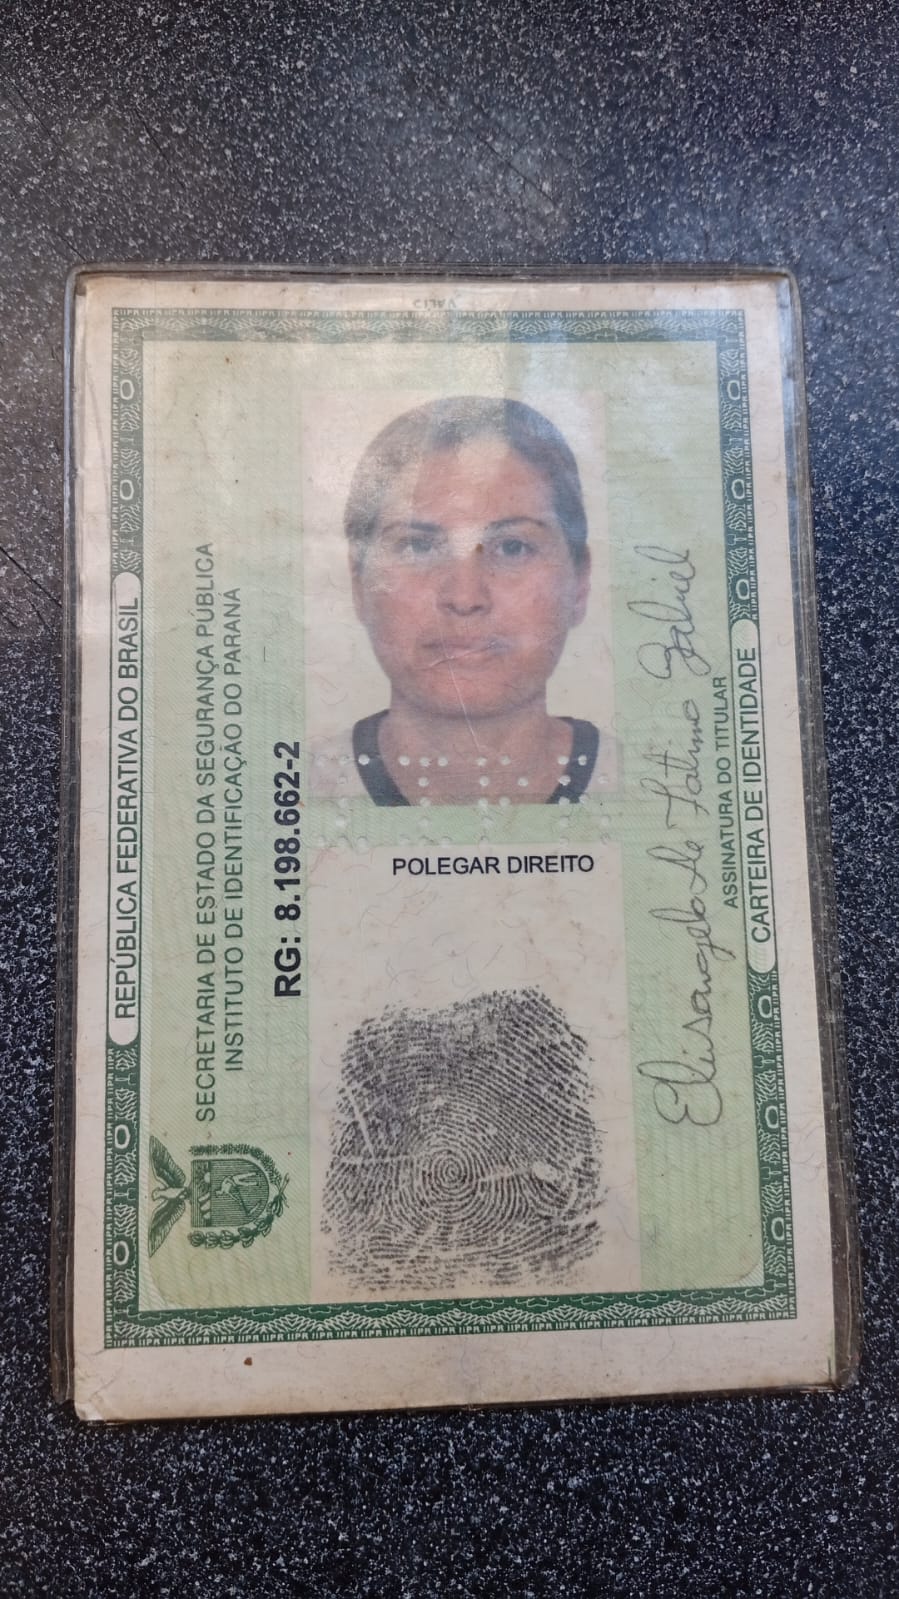 REPÚBLICA FEDERATIVA DO BRASIL
SECRETARIA DE ESTADO DA SEGURANÇA PÚBLICA
INSTITUTO DE IDENTIFICAÇÃO DO PARANÁ
RG: 8.198.662-2
POLEGAR DIREITO
Elisangela de Fatima Gabriel
ASSINATURA DO TITULAR
CARTEIRA DE IDENTIDADE